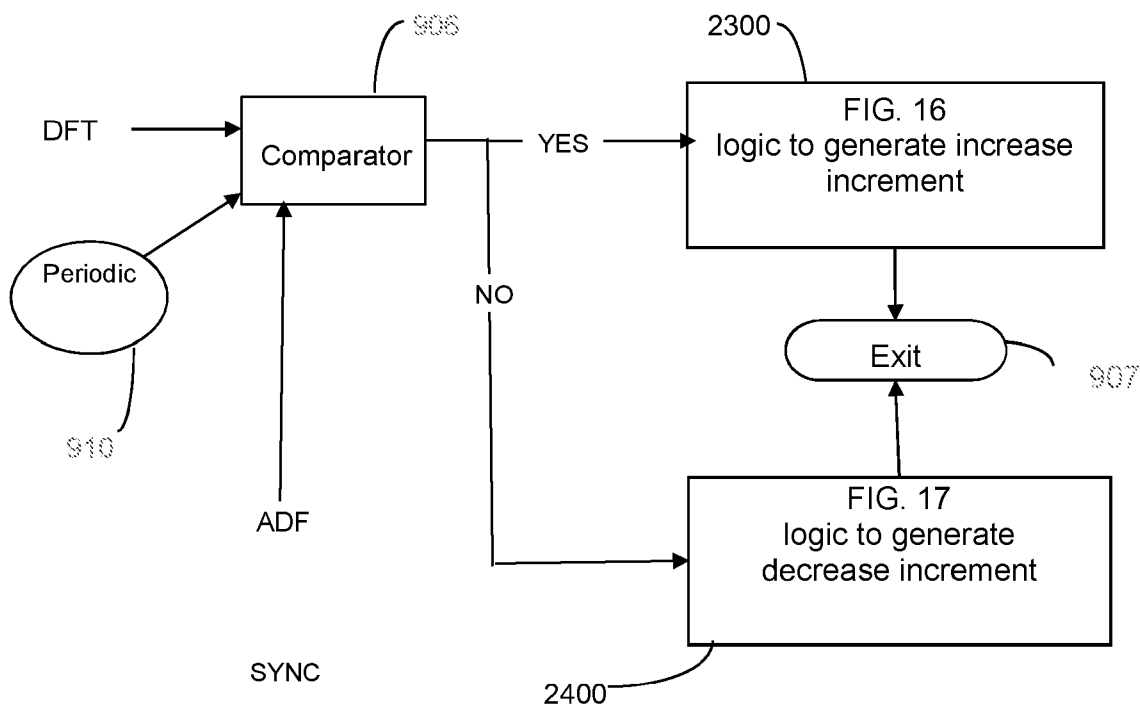 906
2300
DFT
Comparator
YES
FIG. 16
logic to generate increase
increment
Periodic
NO
Exit
907
910
ADF
FIG. 17
logic to generate
decrease increment
SYNC
2400